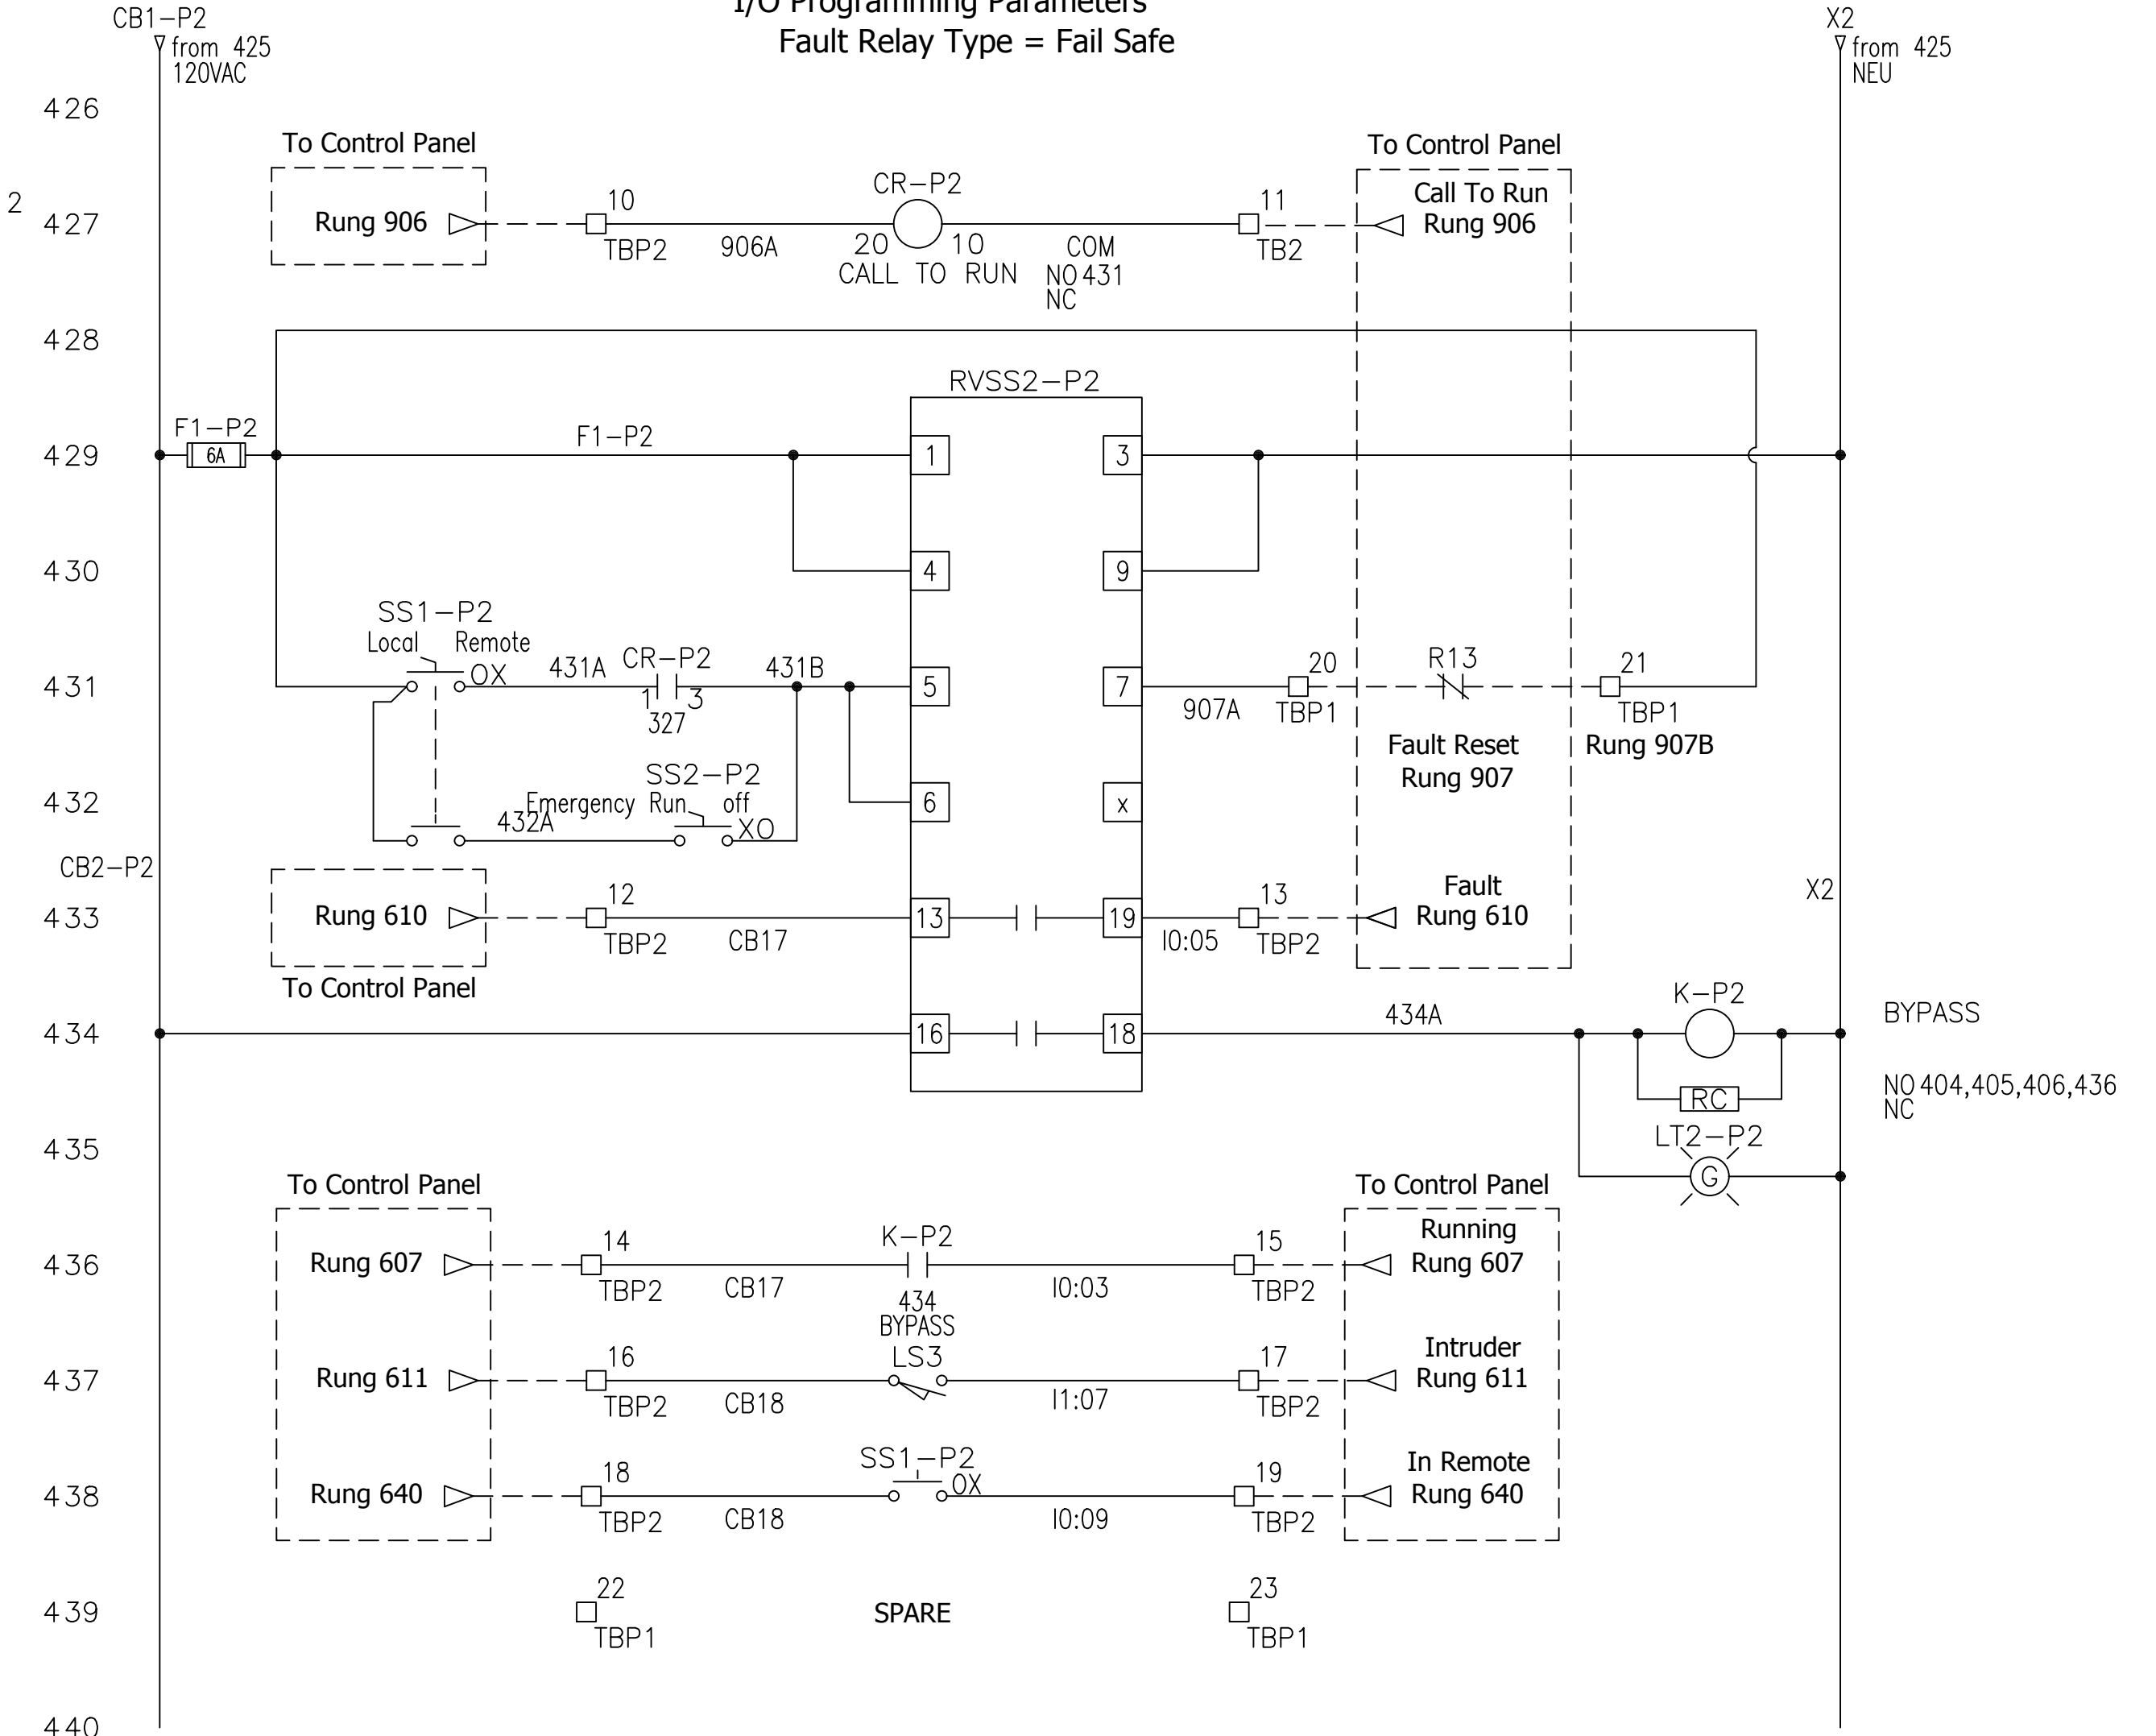 I/O Programming Parameters
Fault Relay Type = Fail Safe
CB1-P2
from 425
120VAC
X2
from 425
NEU
426
To Control Panel
To Control Panel
2
427
Rung 906
10
TBP2
906A
CR-P2
20
10
CALL TO RUN
COM
NO 431
NC
11
TB2
Call To Run
Rung 906
428
RVSS2-P2
429
F1-P2
6A
F1-P2
1
3
430
4
9
SS1-P2
Local Remote
431
OX
431A
CR-P2
1
3
327
431B
5
7
907A
20
TBP1
R13
21
TBP1
Fault Reset
Rung 907
Rung 907B
432
SS2-P2
Emergency Run off
432A
XO
6
x
CB2-P2
X2
433
Rung 610
12
TBP2
CB17
13
19
I0:05
13
TBP2
Fault
Rung 610
To Control Panel
434
16
18
434A
K-P2
BYPASS
RC
NO 404,405,406,436
NC
435
LT2-P2
G
To Control Panel
To Control Panel
436
Rung 607
14
TBP2
CB17
K-P2
434
BYPASS
I0:03
15
TBP2
Running
Rung 607
437
Rung 611
16
TBP2
CB18
LS3
I1:07
17
TBP2
Intruder
Rung 611
438
Rung 640
18
TBP2
CB18
SS1-P2
OX
I0:09
19
TBP2
In Remote
Rung 640
439
22
TBP1
SPARE
23
TBP1
440